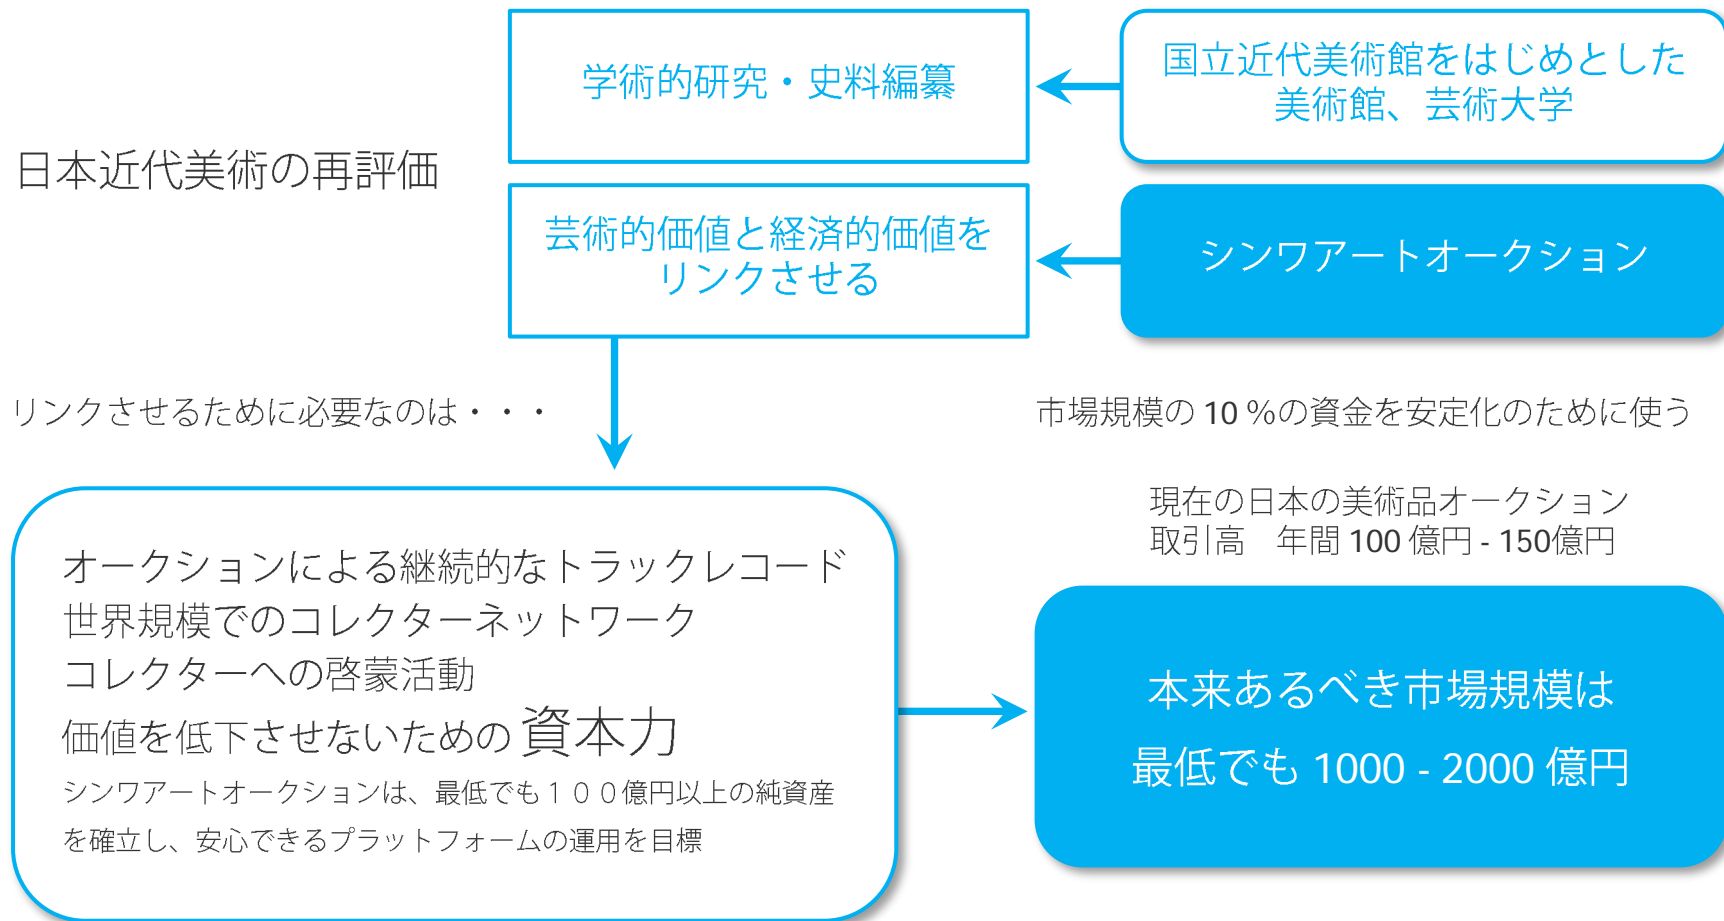 学術的研究・史料編纂
国立近代美術館をはじめとした
美術館、芸術大学
日本近代美術の再評価
芸術的価値と経済的価値を
リンクさせる
シンワアートオークション
リンクさせるために必要なのは・・・
市場規模の 10 %の資金を安定化のために使う
現在の日本の美術品オークション
取引高　年間 100 億円 - 150億円
オークションによる継続的なトラックレコード
世界規模でのコレクターネットワーク
コレクターへの啓蒙活動
価値を低下させないための 資本力
シンワアートオークションは、最低でも１００億円以上の純資産
を確立し、安心できるプラットフォームの運用を目標
本来あるべき市場規模は
最低でも 1000 - 2000 億円